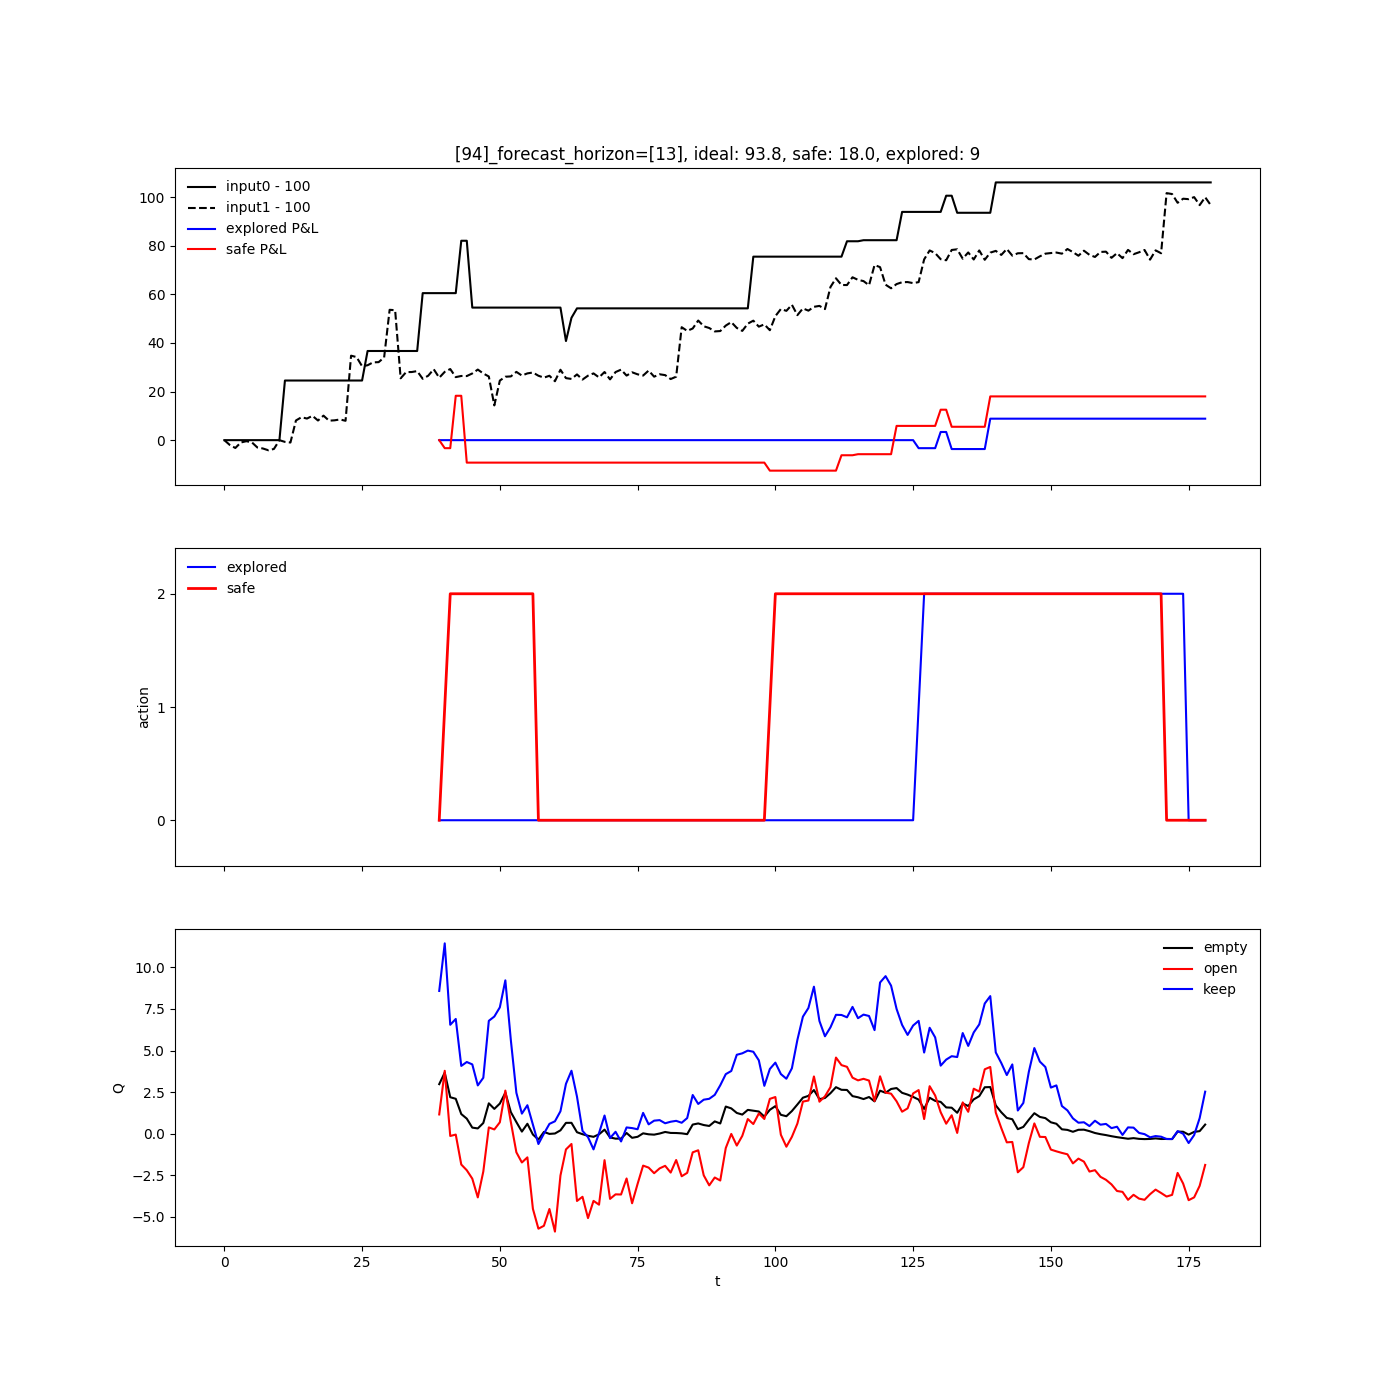 [94]_forecast_horizon=[13], ideal: 93.8, safe: 18.0, explored: 9
input0 - 100
input1 - 100
explored P&L
safe P&L
100
80
60
40
20
0
explored
safe
action
2
1
0
empty
open
keep
Q
10.0
7.5
5.0
2.5
0.0
−2.5
−5.0
0 25 50 75 100 125 150 175
t